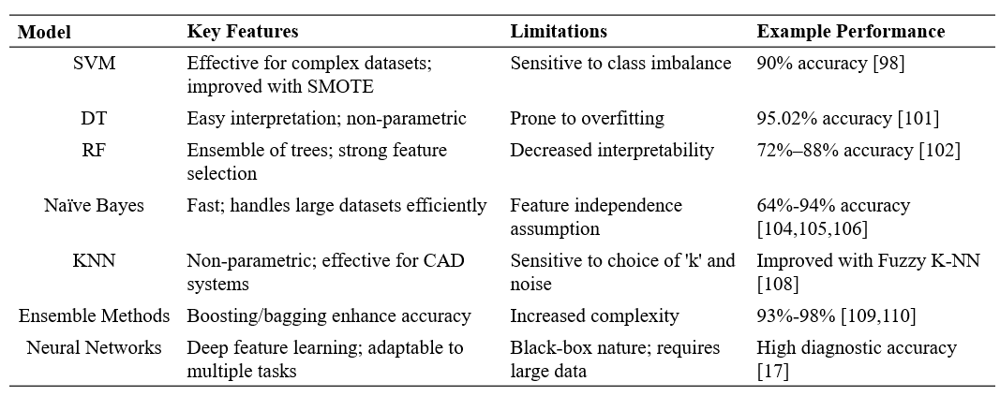 Model Key Features Limitations Example Performance
SVM Effective for complex datasets; Sensitive to class imbalance 90% accuracy [98]
improved with SMOTE
DT Easy interpretation; non-parametric Prone to overfitting 95.02% accuracy [101]
RF Ensemble of trees; strong feature Decreased interpretability 72%–88% accuracy [102]
selection
Naïve Bayes Fast; handles large datasets efficiently Feature independence 64%-94% accuracy
assumption [104,105,106]
KNN Non-parametric; effective for CAD Sensitive to choice of 'k' and Improved with Fuzzy K-NN
systems noise [108]
Ensemble Methods Boosting/bagging enhance accuracy Increased complexity 93%-98% [109,110]
Neural Networks Deep feature learning; adaptable to Black-box nature; requires High diagnostic accuracy
multiple tasks large data [17]